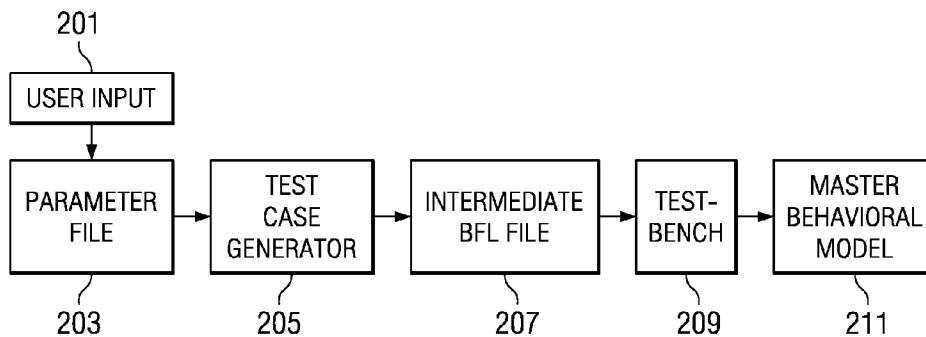 201
USER INPUT
PARAMETER
FILE
TEST
CASE
GENERATOR
INTERMEDIATE
BFL FILE
TEST-
BENCH
MASTER
BEHAVIORAL
MODEL
203
205
207
209
211